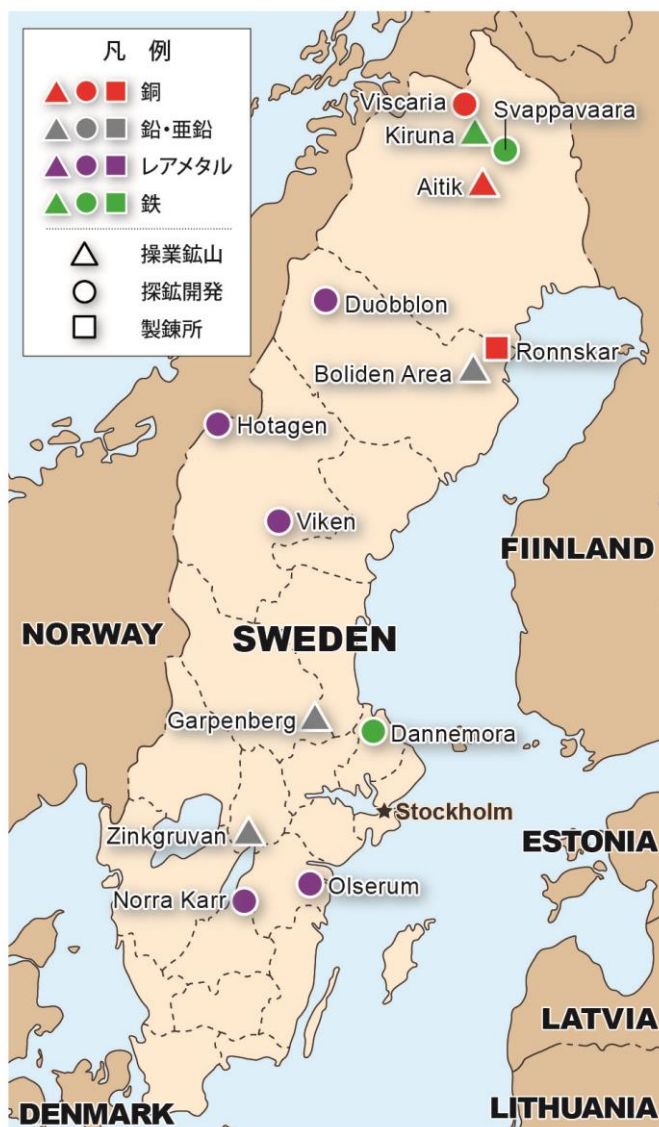 凡 例
銅
鉛・亜鉛
レアメタル
鉄
操業鉱山
探鉱開発
製錬所
Viscaria
Svappavaara
Kiruna
Aitik
Duobblon
Ronnskar
Boliden Area
Hotagen
Viken
FIINLAND
NORWAY
SWEDEN
Garpenberg
Dannemora
Stockholm
Zinkgruvan
ESTONIA
Olserum
Norra Karr
LATVIA
DENMARK
LITHUANIA